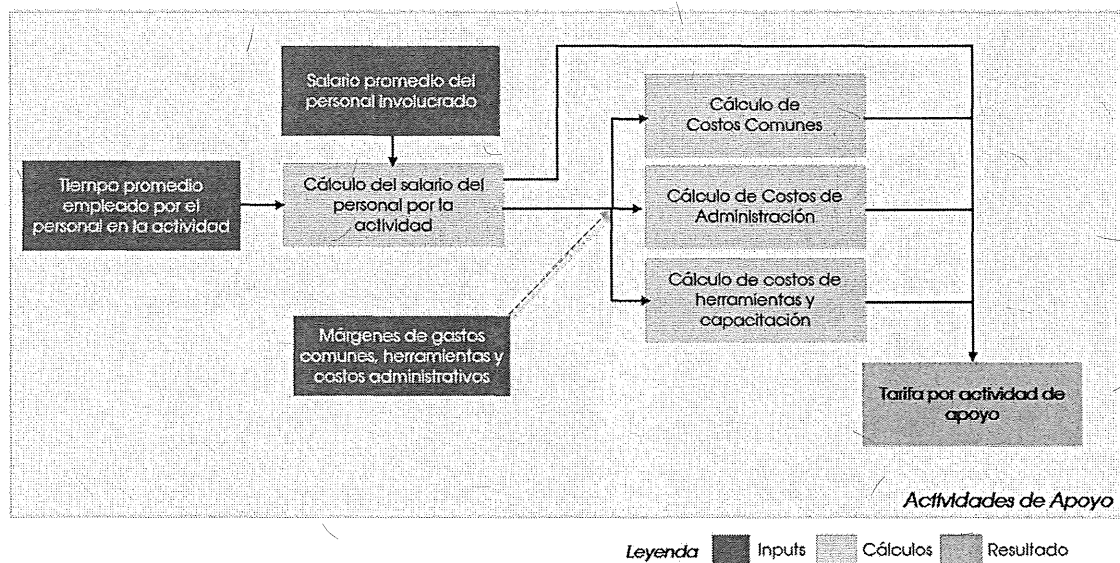 Salario promedio del
personal involucrado
Cálculo de
Costos Comunes
Tiempo promedio
empleado por el
personal en la actividad
Cálculo del salario del
personal por la
actividad
Cálculo de Costos de
Administración
Cálculo de costos de
herramientas y
capacitación
Márgenes de gastos
comunes, herramientas y
costos administrativos
Tarifa por actividad de
apoyo
Actividades de Apoyo
Leyenda Inputs Cálculos Resultado